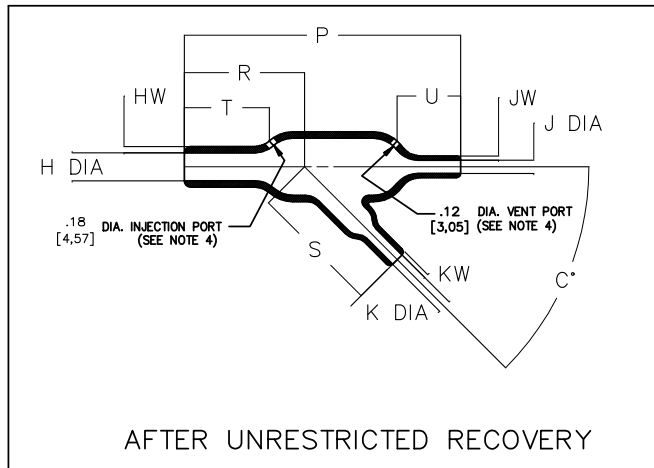 P
R
HW
T
U
JW
J DIA
H DIA
.18
[4,57]
DIA. INJECTION PORT
(SEE NOTE 4)
.12
[3,05]
DIA. VENT PORT
(SEE NOTE 4)
S
KW
C°
K DIA
AFTER UNRESTRICTED RECOVERY